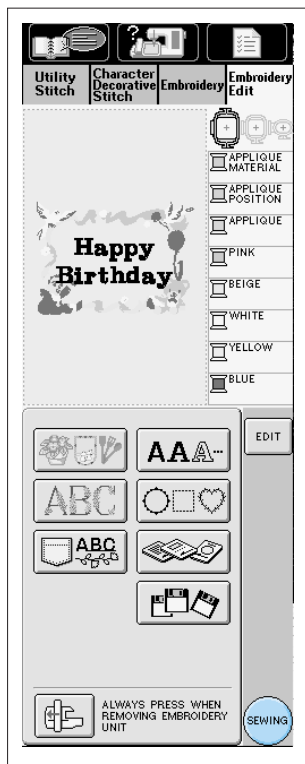 Utility
Stitch
Character
Decorative
Stitch
Embroidery
Embroidery
Edit
APPLIQUE
MATERIAL
APPLIQUE
POSITION
APPLIQUE
PINK
BEIGE
WHITE
YELLOW
BLUE
Happy
Birthday
EDIT
AAA
ABC
ABC
ALWAYS PRESS WHEN
REMOVING EMBROIDERY
UNIT
SEWING